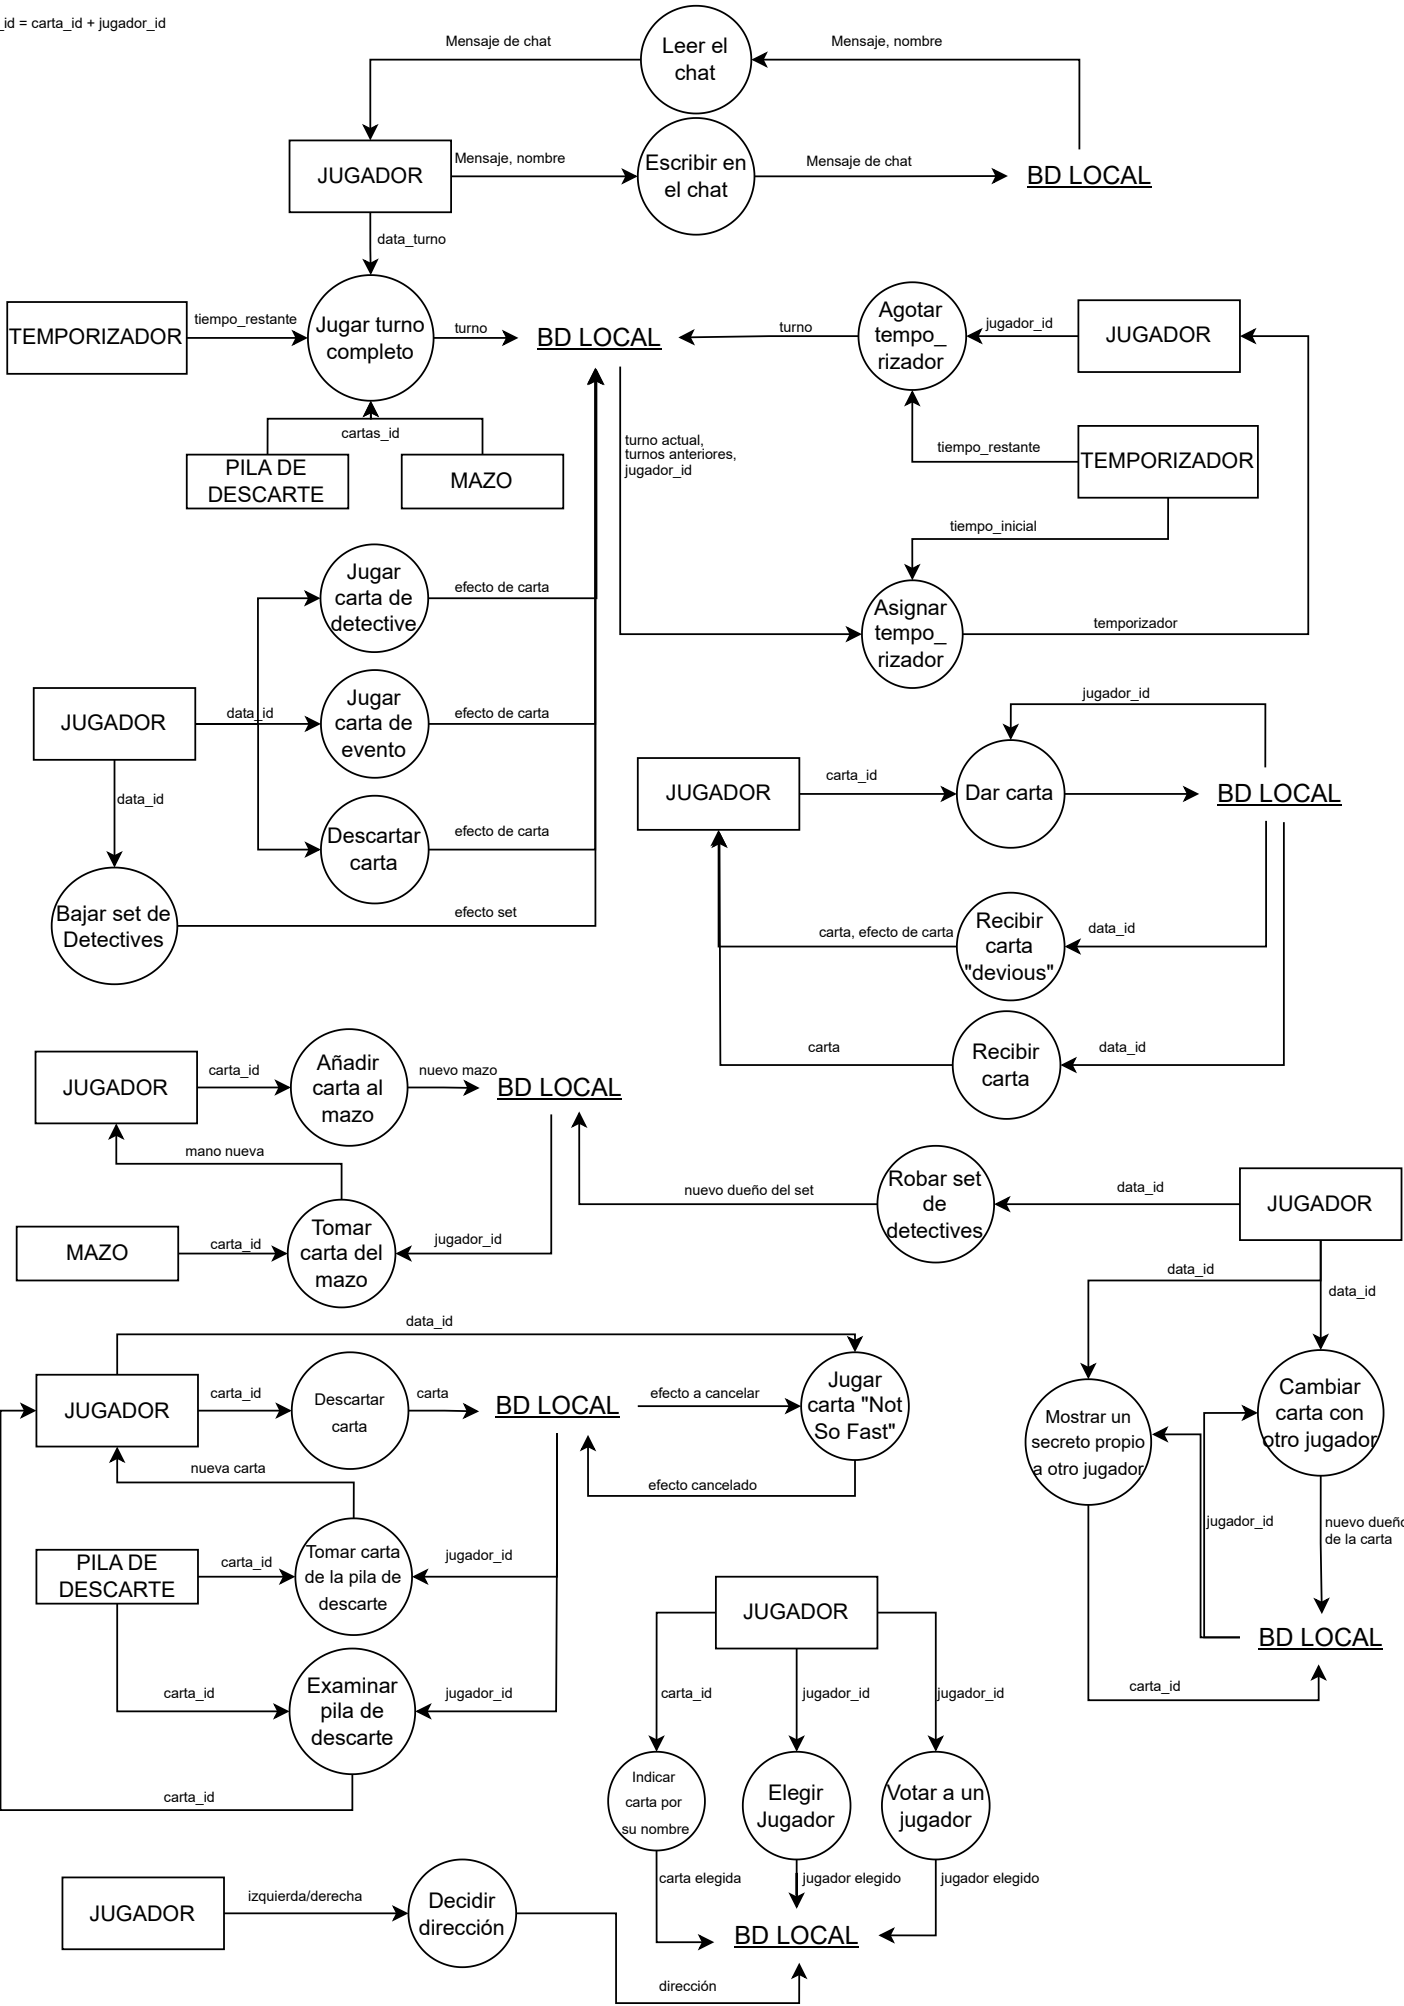 _id = carta_id + jugador_id
Mensaje de chat
Leer el
chat
Mensaje, nombre
JUGADOR
Mensaje, nombre
Escribir en
el chat
Mensaje de chat
BD LOCAL
data_turno
TEMPORIZADOR
tiempo_restante
Jugar turno
completo
turno
BD LOCAL
turno
Agotar
tempo_
rizador
jugador_id
JUGADOR
cartas_id
PILA DE
DESCARTE
MAZO
turno actual,
turnos anteriores,
jugador_id
tiempo_restante
TEMPORIZADOR
tiempo_inicial
Asignar
tempo_
rizador
temporizador
Jugar
carta de
detective
efecto de carta
JUGADOR
data_id
Jugar
carta de
evento
efecto de carta
data_id
Descartar
carta
efecto de carta
Bajar set de
Detectives
efecto set
jugador_id
JUGADOR
carta_id
Dar carta
BD LOCAL
carta, efecto de carta
Recibir
carta
"devious"
data_id
carta
Recibir
carta
data_id
JUGADOR
carta_id
Añadir
carta al
mazo
nuevo mazo
BD LOCAL
mano nueva
MAZO
carta_id
Tomar
carta del
mazo
jugador_id
nuevo dueño del set
Robar set
de
detectives
data_id
JUGADOR
data_id
data_id
data_id
JUGADOR
carta_id
Descartar
carta
carta
BD LOCAL
efecto a cancelar
Jugar
carta "Not
So Fast"
efecto cancelado
nueva carta
PILA DE
DESCARTE
carta_id
Tomar carta
de la pila de
descarte
jugador_id
carta_id
Examinar
pila de
descarte
jugador_id
carta_id
Mostrar un
secreto propio
a otro jugador
Cambiar
carta con
otro jugador
jugador_id
nuevo dueño
de la carta
BD LOCAL
carta_id
JUGADOR
carta_id
jugador_id
jugador_id
Indicar
carta por
su nombre
Elegir
Jugador
Votar a un
jugador
carta elegida
jugador elegido
jugador elegido
BD LOCAL
JUGADOR
izquierda/derecha
Decidir
dirección
dirección